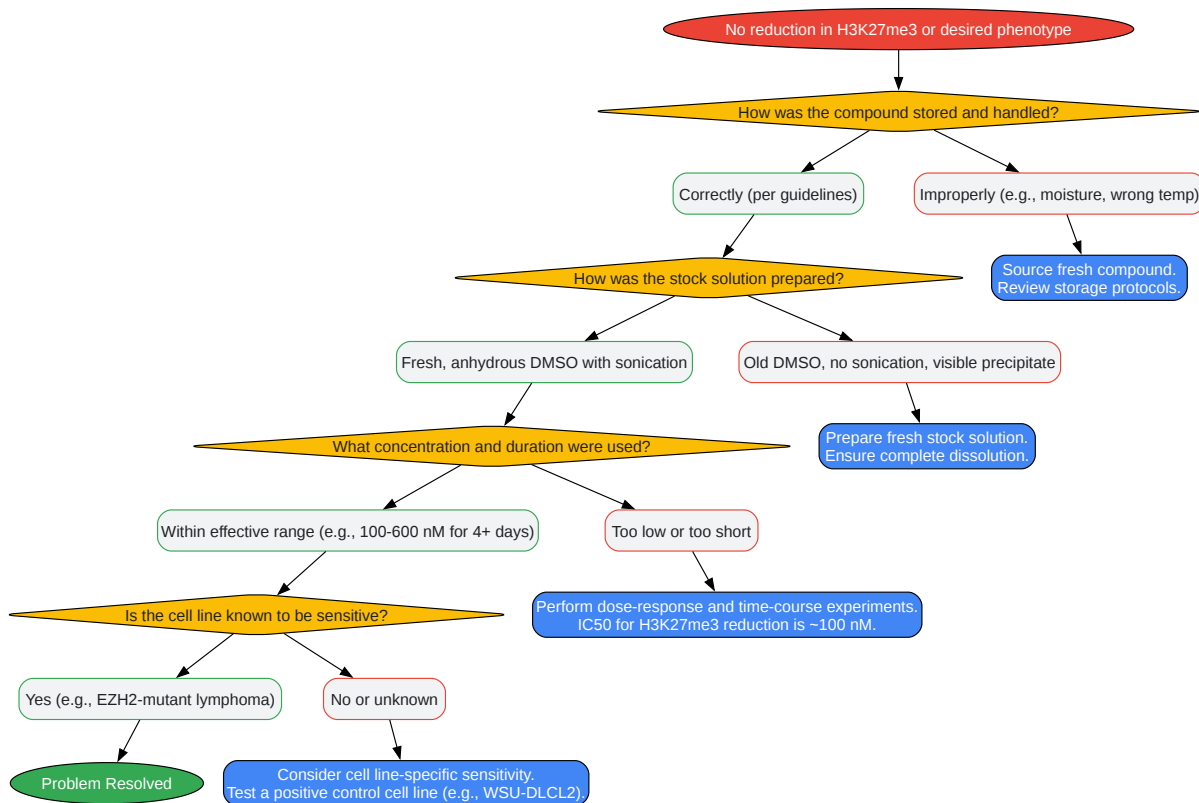 No reduction in H3K27me3 or desired phenotype
How was the compound stored and handled?
Correctly (per guidelines)
Improperly (e.g., moisture, wrong temp)
How was the stock solution prepared?
Source fresh compound.
Review storage protocols.
Fresh, anhydrous DMSO with sonication
Old DMSO, no sonication, visible precipitate
What concentration and duration were used?
Prepare fresh stock solution.
Ensure complete dissolution.
Within effective range (e.g., 100-600 nM for 4+ days)
Too low or too short
Is the cell line known to be sensitive?
Perform dose-response and time-course experiments.
IC50 for H3K27me3 reduction is ~100 nM.
Yes (e.g., EZH2-mutant lymphoma)
No or unknown
Problem Resolved
Consider cell line-specific sensitivity.
Test a positive control cell line (e.g., WSU-DLCL2).